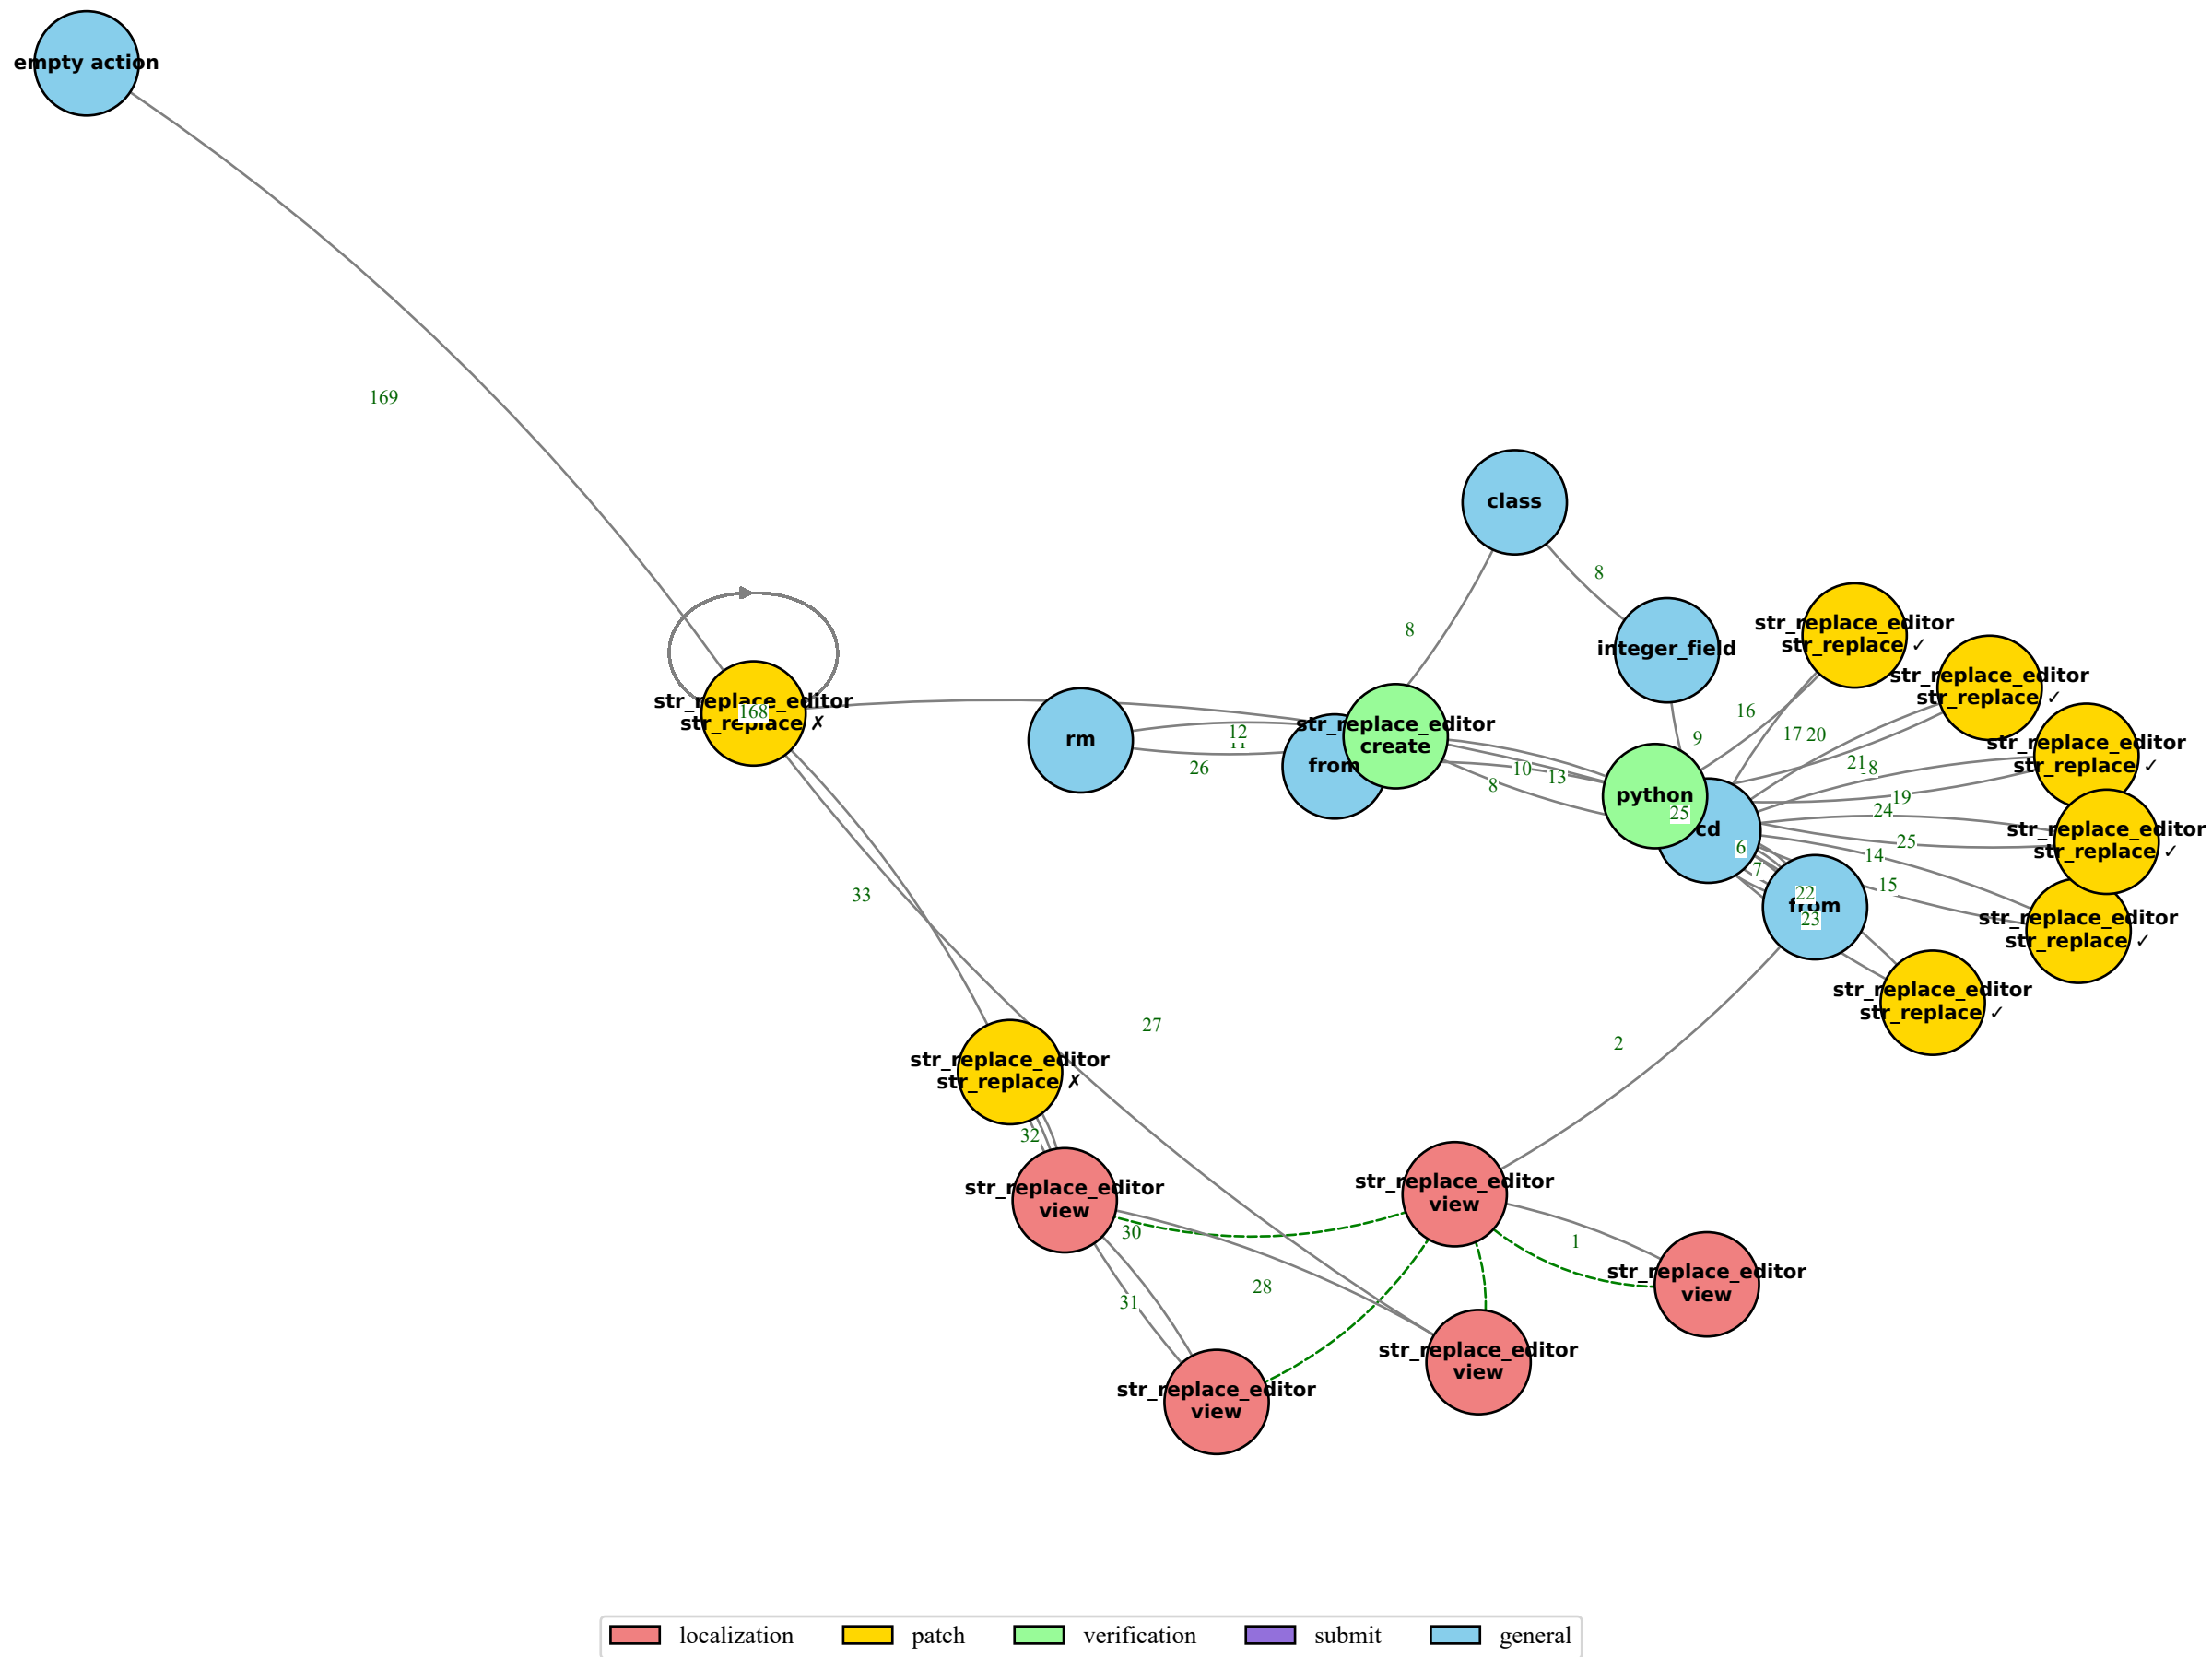 empty action
169
class
8
8
integer_field
str_replace_editor
str_replace ✓
str_replace_editor
str_replace ✓
str_replace_editor
str_replace ✗
168
rm
12
11
26
str_replace_editor
create
from
10
13
8
9
16
17
20
21
8
str_replace_editor
str_replace ✓
19
24
python
25
cd
str_replace_editor
str_replace ✓
25
14
15
6
7
22
from
23
str_replace_editor
str_replace ✓
str_replace_editor
str_replace ✓
33
27
2
str_replace_editor
str_replace ✗
32
str_replace_editor
view
str_replace_editor
view
30
1
28
31
str_replace_editor
view
str_replace_editor
view
str_replace_editor
view
localization
patch
verification
submit
general